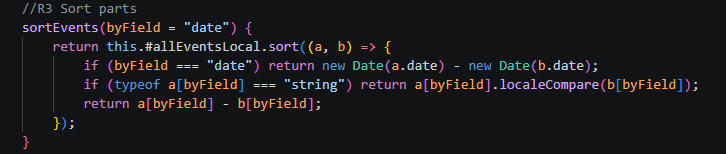 //R3 Sort parts
sortEvents(byField = "date") {
return this.#allEventsLocal.sort((a, b) => {
if (byField === "date") return new Date(a.date) - new Date(b.date);
if (typeof a[byField] === "string") return a[byField].localeCompare(b[byField]);
return a[byField] - b[byField];
});
}